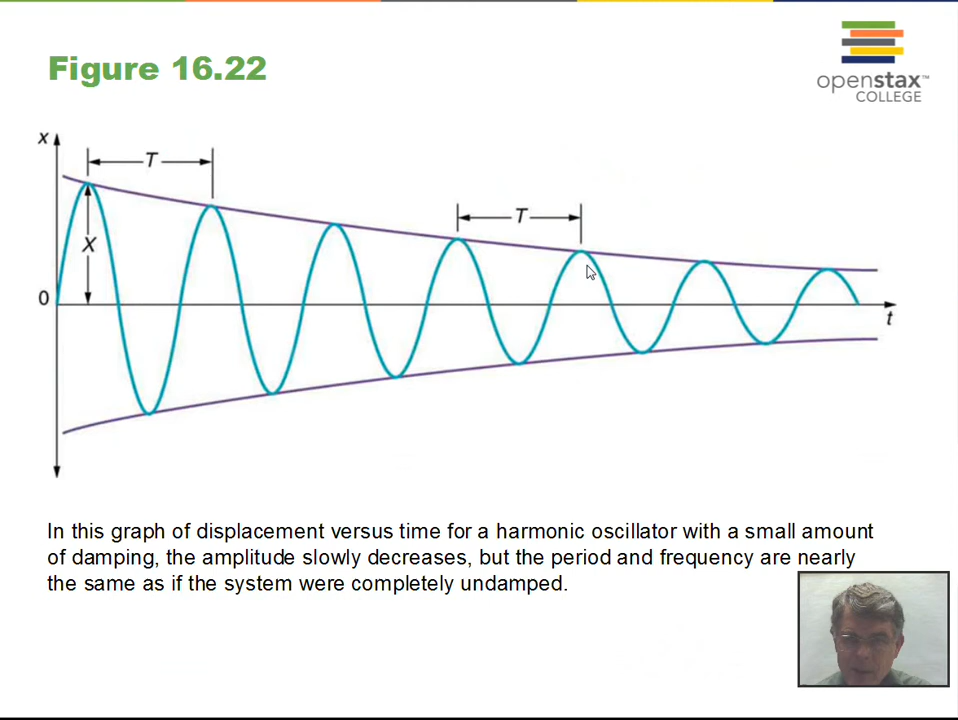 Figure 16.22
openstax™
COLLEGE
x
T
T
X
0
t
In this graph of displacement versus time for a harmonic oscillator with a small amount
of damping, the amplitude slowly decreases, but the period and frequency are nearly
the same as if the system were completely undamped.